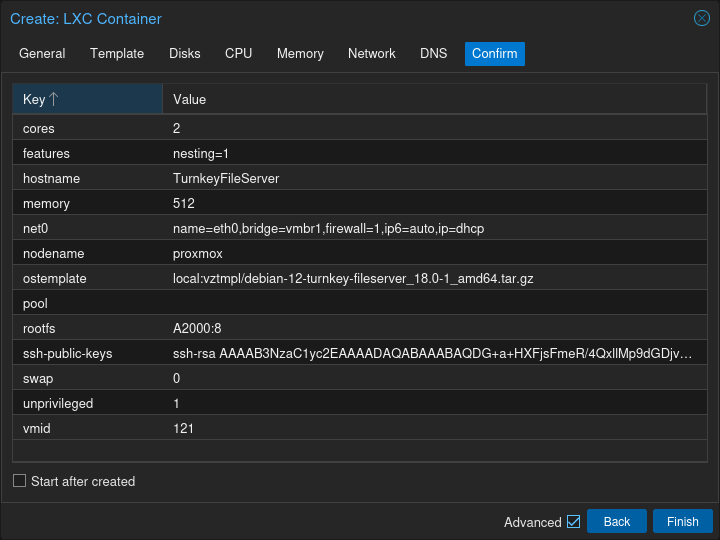 Create: LXC Container
General Template Disks CPU Memory Network DNS Confirm
Key Value
cores 2
features nesting=1
hostname TurnkeyFileServer
memory 512
net0 name=eth0,bridge=vmbr1,firewall=1,ip6=auto,ip=dhcp
nodename proxmox
ostemplate local:vztmpl/debian-12-turnkey-fileserver_18.0-1_amd64.tar.gz
pool
rootfs A2000:8
ssh-public-keys ssh-rsa AAAAB3NzaC1yc2EAAAADAQABAAABAQDG+a+HXFjsFmeR/4QxllMp9dGDjv…
swap 0
unprivileged 1
vmid 121
Start after created
Advanced Back Finish